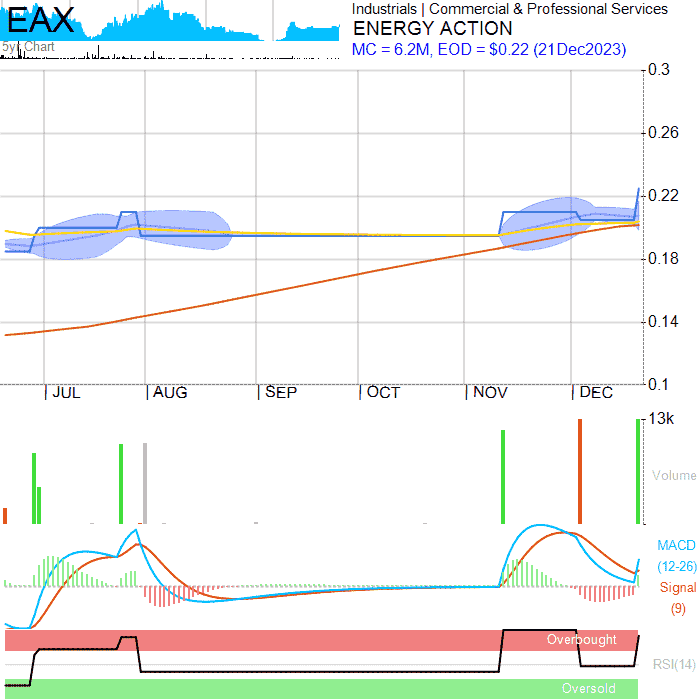 EAX
Industrials | Commercial & Professional Services
ENERGY ACTION
5yr Chart
MC = 6.2M, EOD = $0.22 (21Dec2023)
0.3
0.26
0.22
0.18
0.14
0.1
| JUL | AUG | SEP | OCT | NOV | DEC
13k
Volume
MACD
(12-26)
Signal
(9)
Overbought
RSI(14)
Oversold